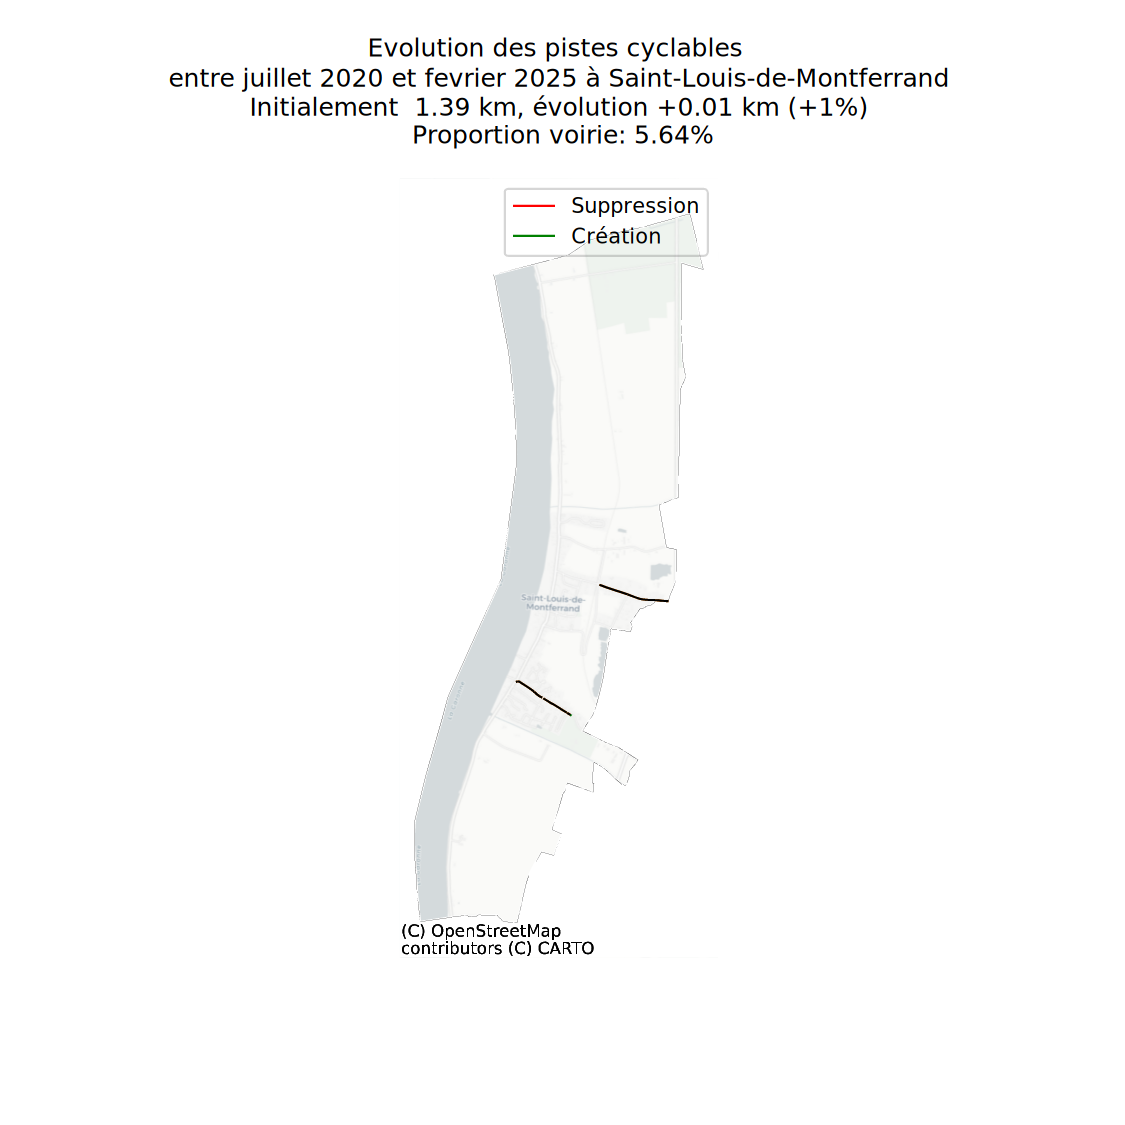 Evolution des pistes cyclables
entre juillet 2020 et fevrier 2025 à Saint-Louis-de-Montferrand
Initialement  1.39 km, évolution +0.01 km (+1%)
Proportion voirie: 5.64%
Suppression
Création
Saint-Louis-de-
Montferrand
(C) OpenStreetMap
contributors (C) CARTO